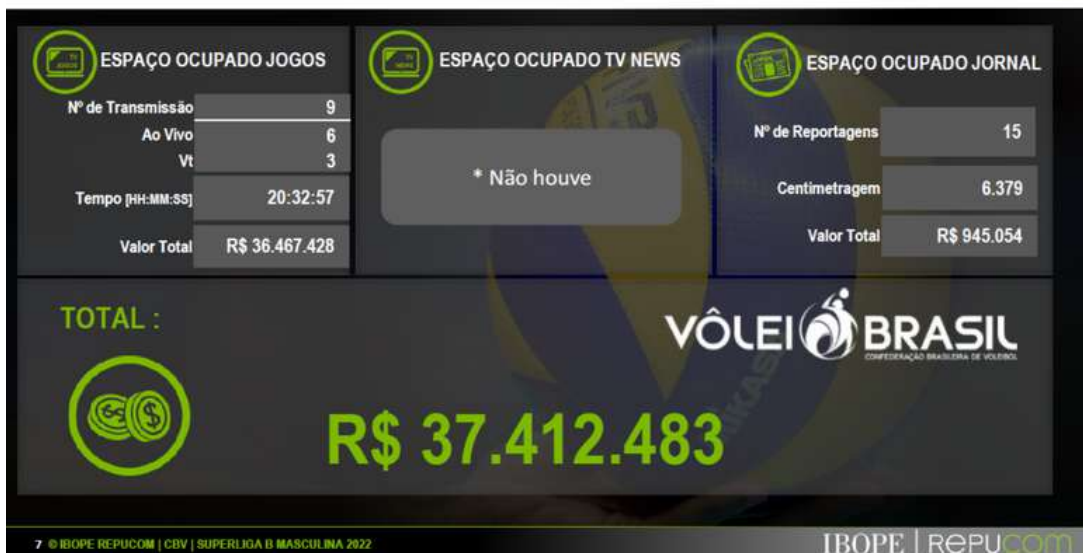 ESPAÇO OCUPADO JOGOS
Nº de Transmissão 9
Ao Vivo 6
Vt 3
Tempo [HH:MM:SS] 20:32:57
Valor Total R$ 36.467.428
ESPAÇO OCUPADO TV NEWS
* Não houve
ESPAÇO OCUPADO JORNAL
Nº de Reportagens 15
Centimetragem 6.379
Valor Total R$ 945.054
TOTAL :
R$ 37.412.483
VÔLEI BRASIL
CONFEDERAÇÃO BRASILEIRA DE VOLEIBOL
MIKASA
7 © IBOPE REPUCOM | CBV | SUPERLIGA B MASCULINA 2022
IBOPE | REPUCOM